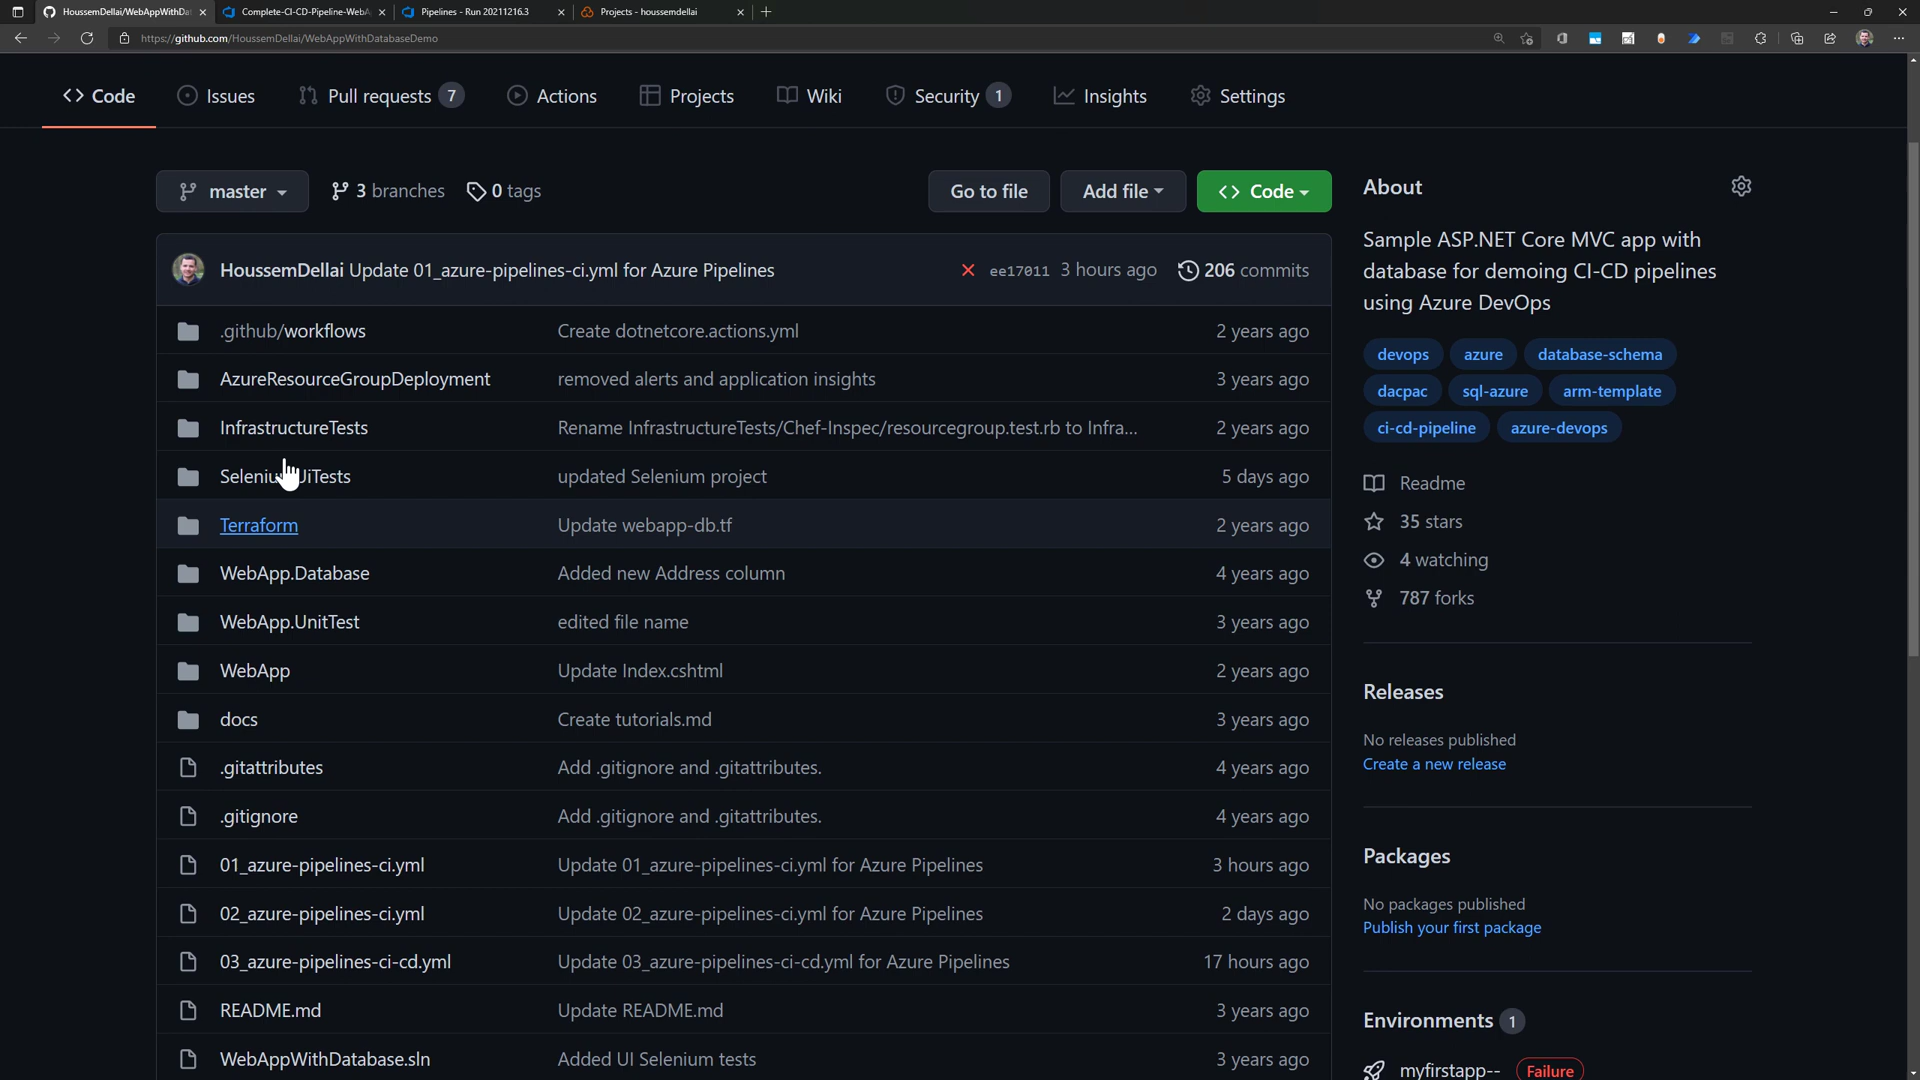 HoussemDellai/WebAppWithDa
Complete-CI-CD-Pipeline-WebA
Pipelines - Run 20211216.3
Projects - houssemdellai
https://github.com/HoussemDellai/WebAppWithDatabaseDemo
<> Code
Issues
Pull requests 7
Actions
Projects
Wiki
Security 1
Insights
Settings
master
3 branches
0 tags
Go to file
Add file
<> Code
HoussemDellai Update 01_azure-pipelines-ci.yml for Azure Pipelines
ee17011 3 hours ago
206 commits
.github/workflows Create dotnetcore.actions.yml 2 years ago
AzureResourceGroupDeployment removed alerts and application insights 3 years ago
InfrastructureTests Rename InfrastructureTests/Chef-Inspec/resourcegroup.test.rb to Infra... 2 years ago
updated Selenium project 5 days ago
Terraform Update webapp-db.tf 2 years ago
WebApp.Database Added new Address column 4 years ago
WebApp.UnitTest edited file name 3 years ago
WebApp Update Index.cshtml 2 years ago
docs Create tutorials.md 3 years ago
.gitattributes Add .gitignore and .gitattributes. 4 years ago
.gitignore Add .gitignore and .gitattributes. 4 years ago
01_azure-pipelines-ci.yml Update 01_azure-pipelines-ci.yml for Azure Pipelines 3 hours ago
02_azure-pipelines-ci.yml Update 02_azure-pipelines-ci.yml for Azure Pipelines 2 days ago
03_azure-pipelines-ci-cd.yml Update 03_azure-pipelines-ci-cd.yml for Azure Pipelines 17 hours ago
README.md Update README.md 3 years ago
WebAppWithDatabase.sln Added UI Selenium tests 3 years ago
About
Sample ASP.NET Core MVC app with
database for demoing CI-CD pipelines
using Azure DevOps
devops azure database-schema
dacpac sql-azure arm-template
ci-cd-pipeline azure-devops
Readme
35 stars
4 watching
787 forks
Releases
No releases published
Create a new release
Packages
No packages published
Publish your first package
Environments 1
myfirstapp-- Failure